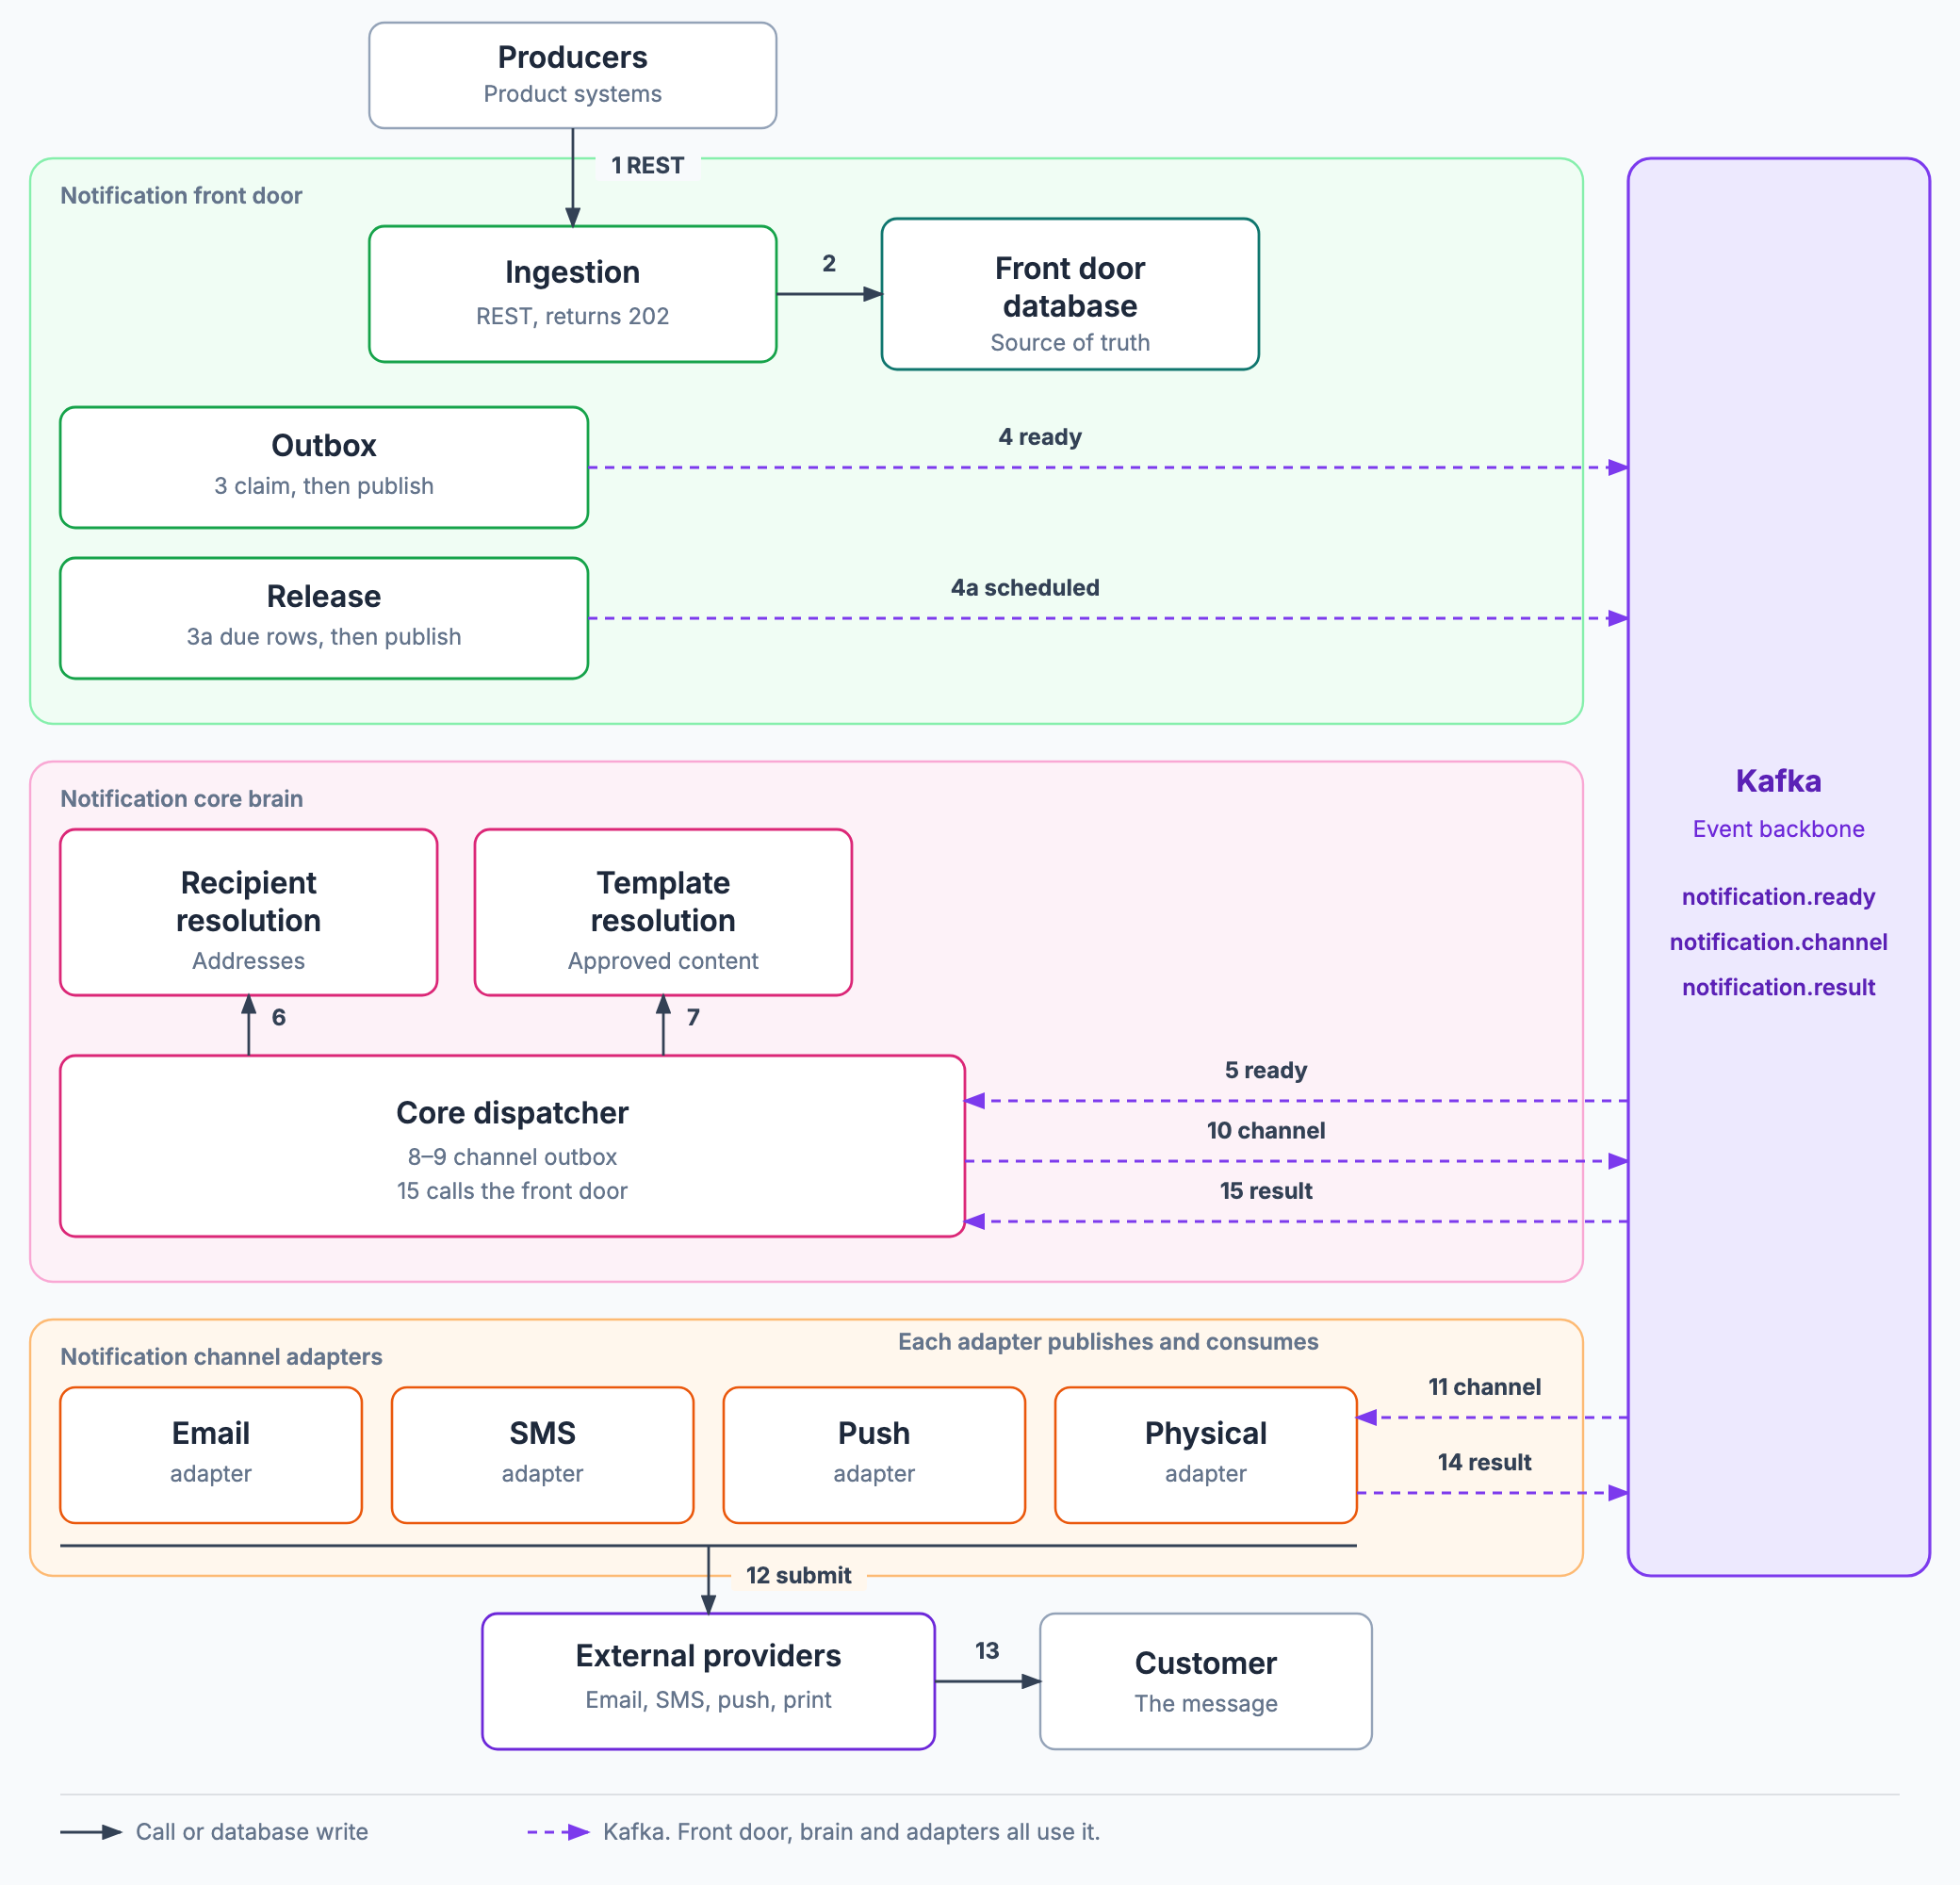 Producers
Product systems
1 REST
Notification front door
Ingestion
REST, returns 202
2
Front door
database
Source of truth
Outbox
3 claim, then publish
4 ready
Release
3a due rows, then publish
4a scheduled
Kafka
Event backbone
notification.ready
notification.channel
notification.result
Notification core brain
Recipient
resolution
Addresses
Template
resolution
Approved content
6
7
Core dispatcher
8–9 channel outbox
15 calls the front door
5 ready
10 channel
15 result
Notification channel adapters
Each adapter publishes and consumes
Email
adapter
SMS
adapter
Push
adapter
Physical
adapter
11 channel
14 result
12 submit
External providers
Email, SMS, push, print
13
Customer
The message
Call or database write
Kafka. Front door, brain and adapters all use it.